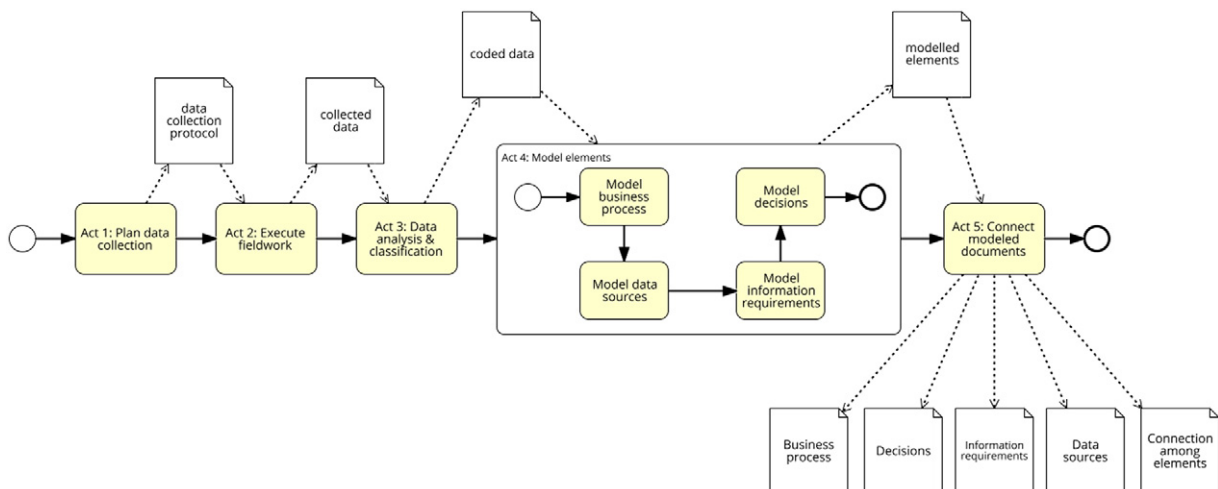 coded data
modelled
elements
data
collection
protocol
collected
data
Act 4: Model elements
Model
business
process
Model
decisions
Act 1: Plan data
collection
Act 2: Execute
fieldwork
Act 3: Data
analysis &
classification
Act 5: Connect
modeled
documents
Model data
sources
Model
information
requirements
Business
process
Decisions
Information
requirements
Data
sources
Connection
among
elements